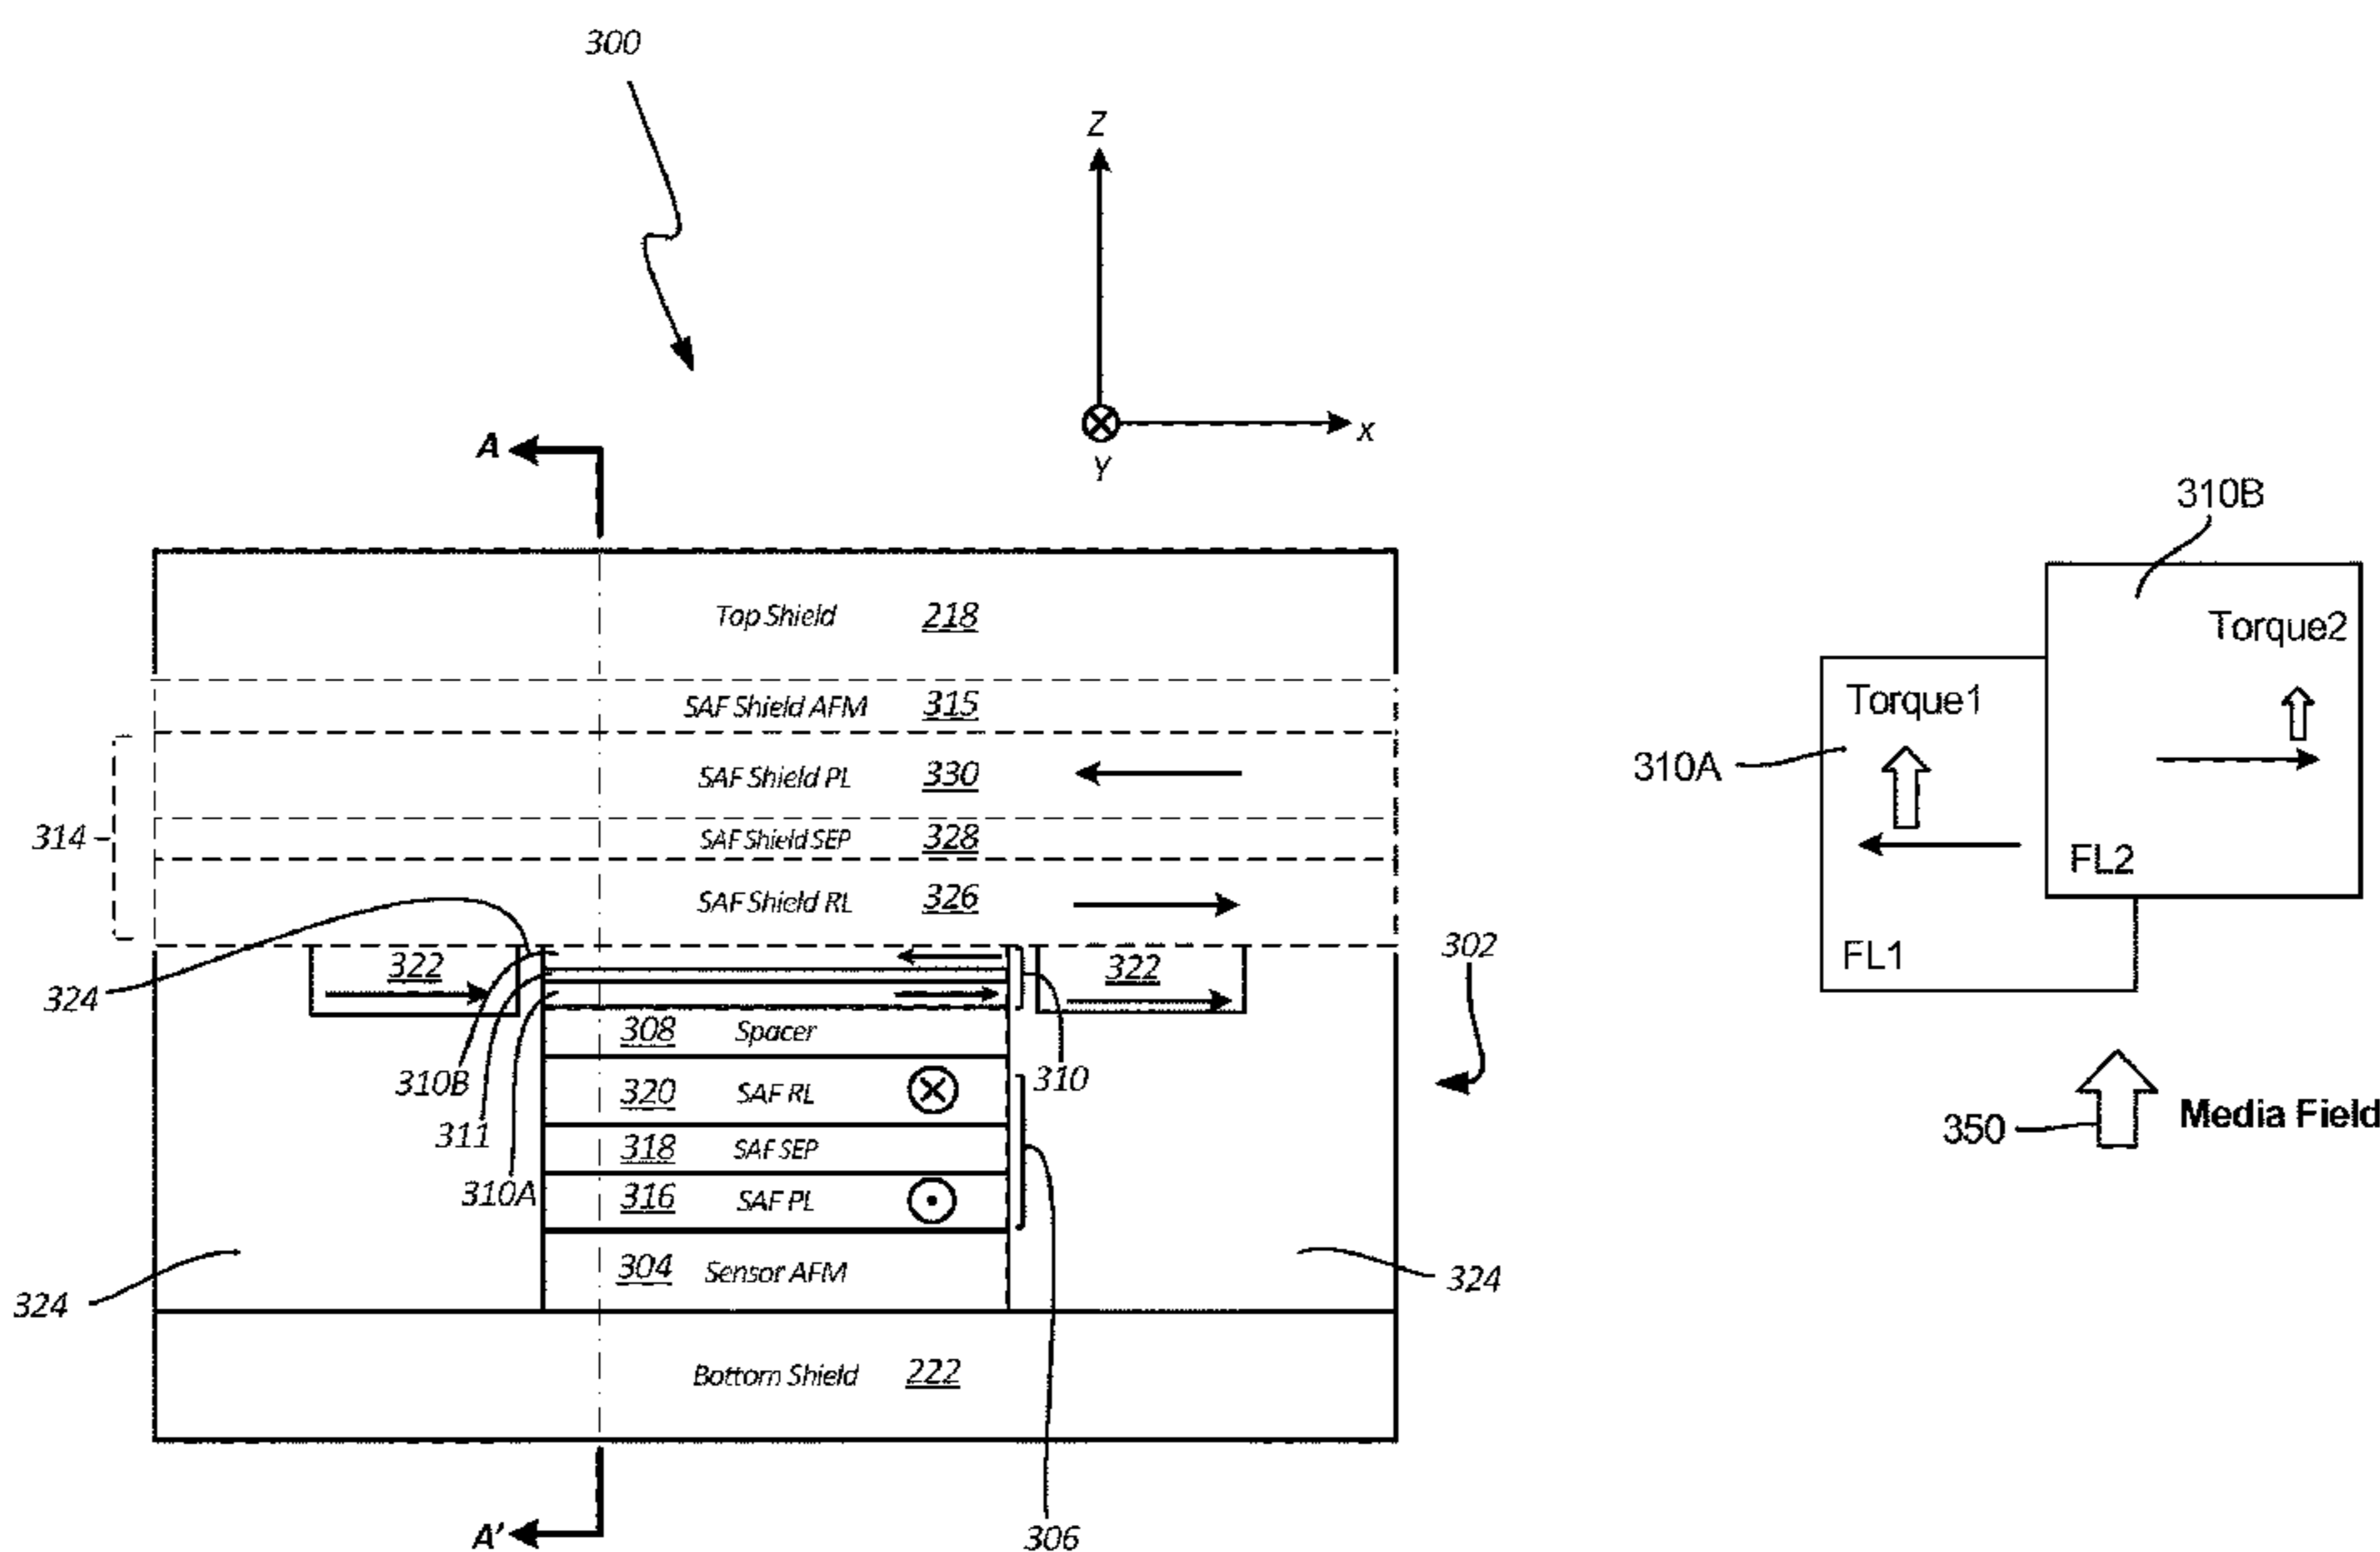 300
Z
X
Y
A
310B
Top Shield 218
Torque2
SAF Shield AFM 315
Torque1
310A
SAF Shield PL 330
314
SAF Shield SEP 328
FL2
SAF Shield RL 326
302
FL1
324
322
322
308 Spacer
310B
310
320 SAF RL
350
Media Field
311
318 SAF SEP
310A
316 SAF PL
304 Sensor AFM
324
324
Bottom Shield 222
A'
306